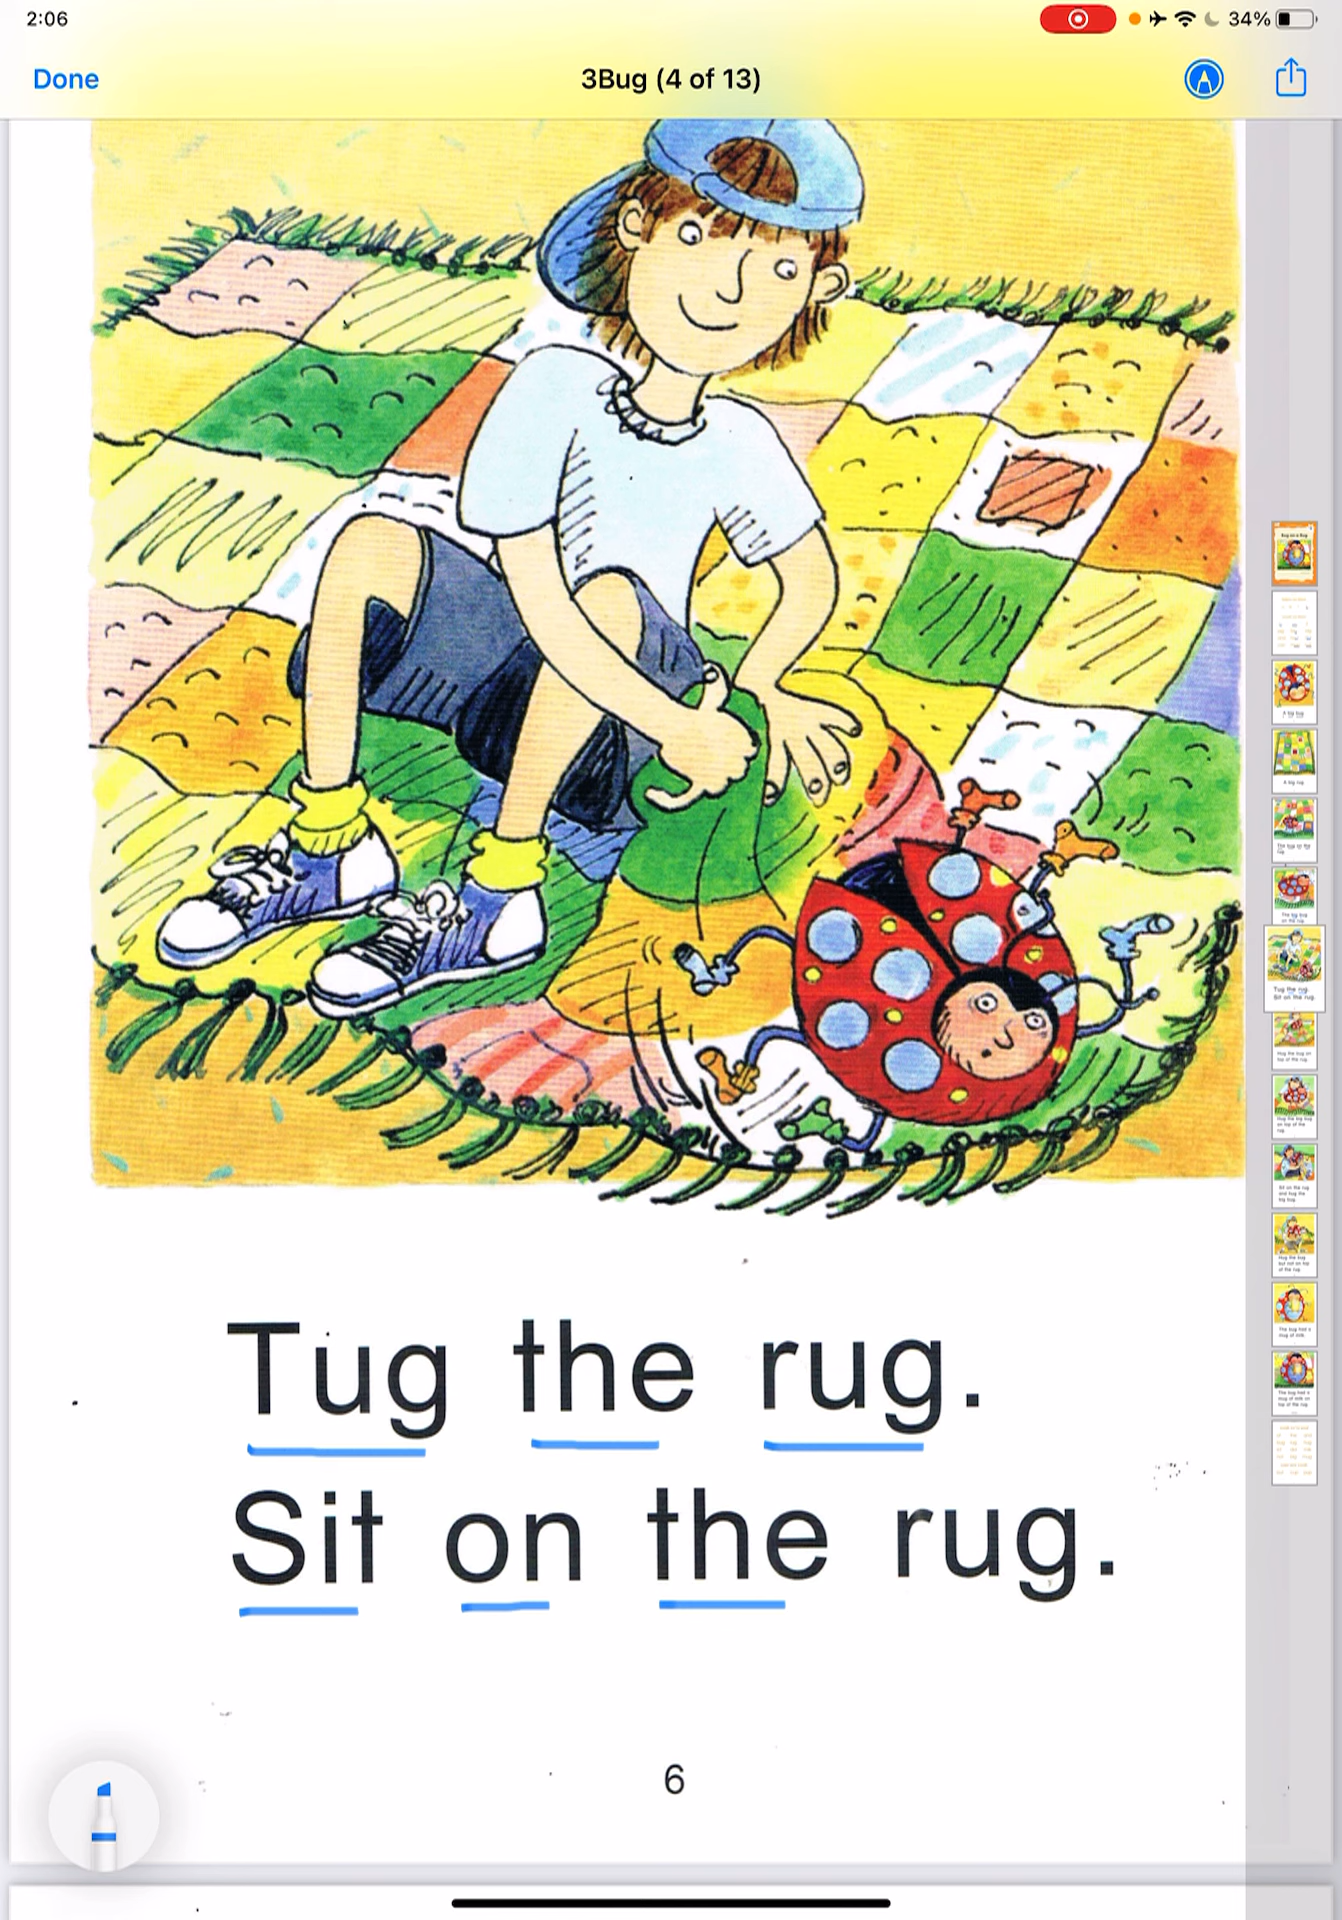 2:06
34%
Done
3Bug (4 of 13)
Tug the rug.
Sit on the rug.
6